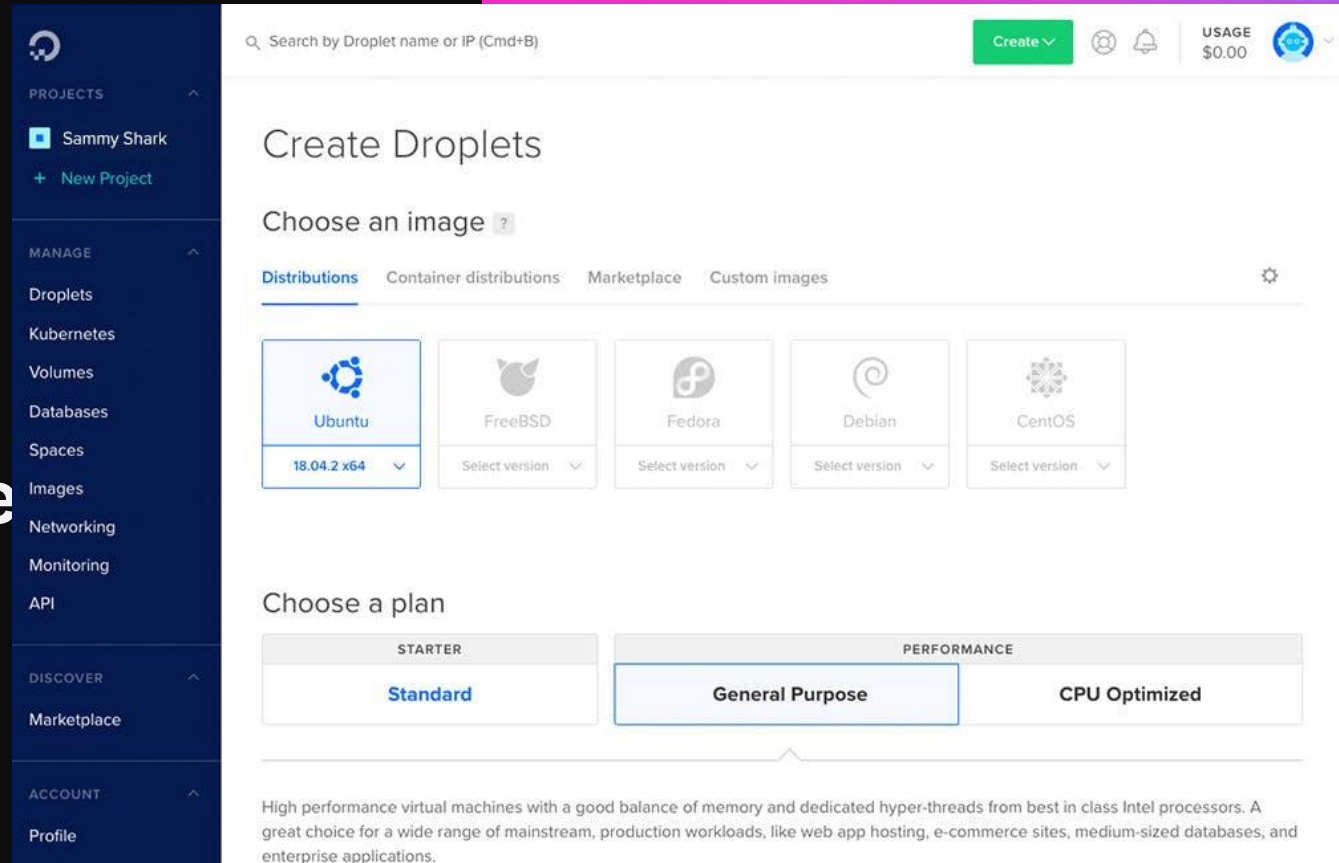 Search by Droplet name or IP (Cmd+B)
Create
USAGE
$0.00
PROJECTS
Sammy Shark
+ New Project
MANAGE
Droplets
Kubernetes
Volumes
Databases
Spaces
Images
Networking
Monitoring
API
DISCOVER
Marketplace
ACCOUNT
Profile
Create Droplets
Choose an image ?
Distributions Container distributions Marketplace Custom images
Ubuntu FreeBSD Fedora Debian CentOS
18.04.2 x64 Select version Select version Select version Select version
Choose a plan
STARTER PERFORMANCE
Standard General Purpose CPU Optimized
High performance virtual machines with a good balance of memory and dedicated hyper-threads from best in class Intel processors. A
great choice for a wide range of mainstream, production workloads, like web app hosting, e-commerce sites, medium-sized databases, and
enterprise applications.